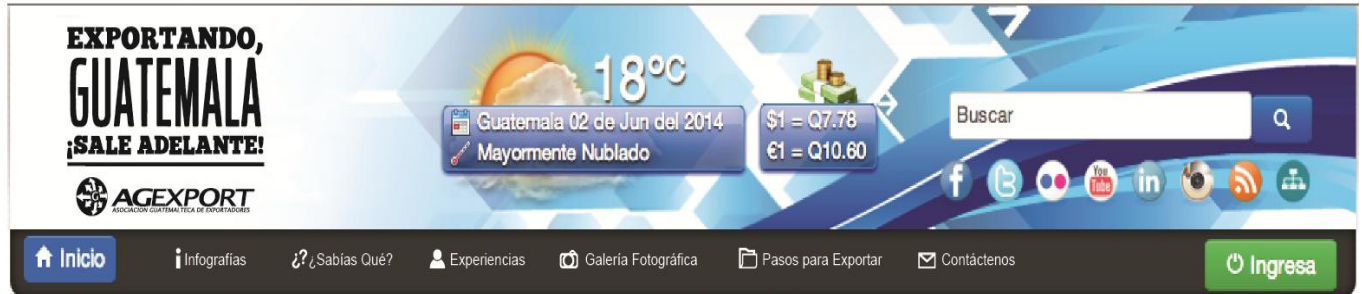 EXPORTANDO,
GUATEMALA
¡SALE ADELANTE!
AGEXPORT
ASOCIACIÓN GUATEMALTECA DE EXPORTADORES
18°C
Guatemala 02 de Jun del 2014
Mayormente Nublado
$1 = Q7.78
€1 = Q10.60
Buscar
You Tube
Inicio
Infografías
¿?¿Sabías Qué?
Experiencias
Galería Fotográfica
Pasos para Exportar
Contáctenos
Ingresa